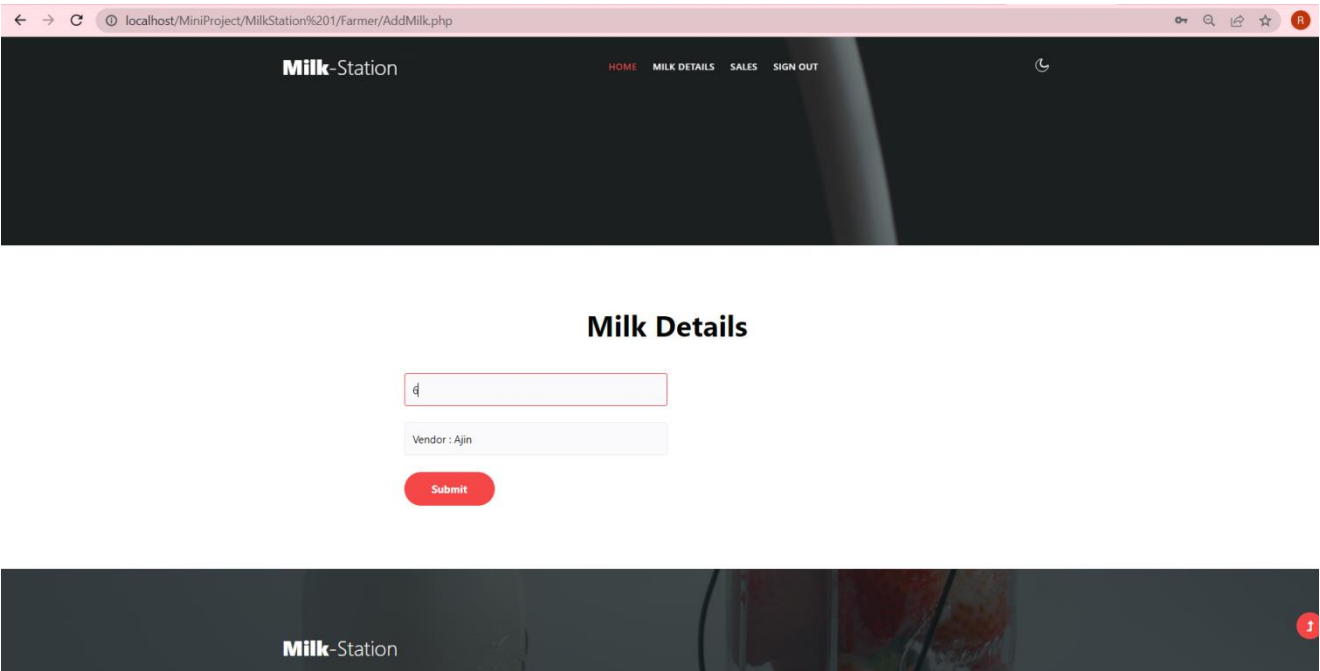 localhost/MiniProject/MilkStation%201/Farmer/AddMilk.php
R
Milk-Station
HOME MILK DETAILS SALES SIGN OUT
Milk Details
6
Vendor : Ajin
Submit
Milk-Station